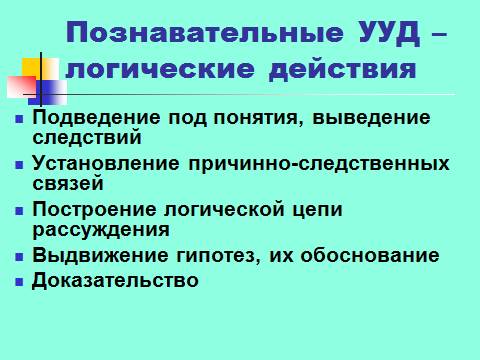 Познавательные УУД –
логические действия
Подведение под понятия, выведение
следствий
Установление причинно-следственных
связей
Построение логической цепи
рассуждения
Выдвижение гипотез, их обоснование
Доказательство